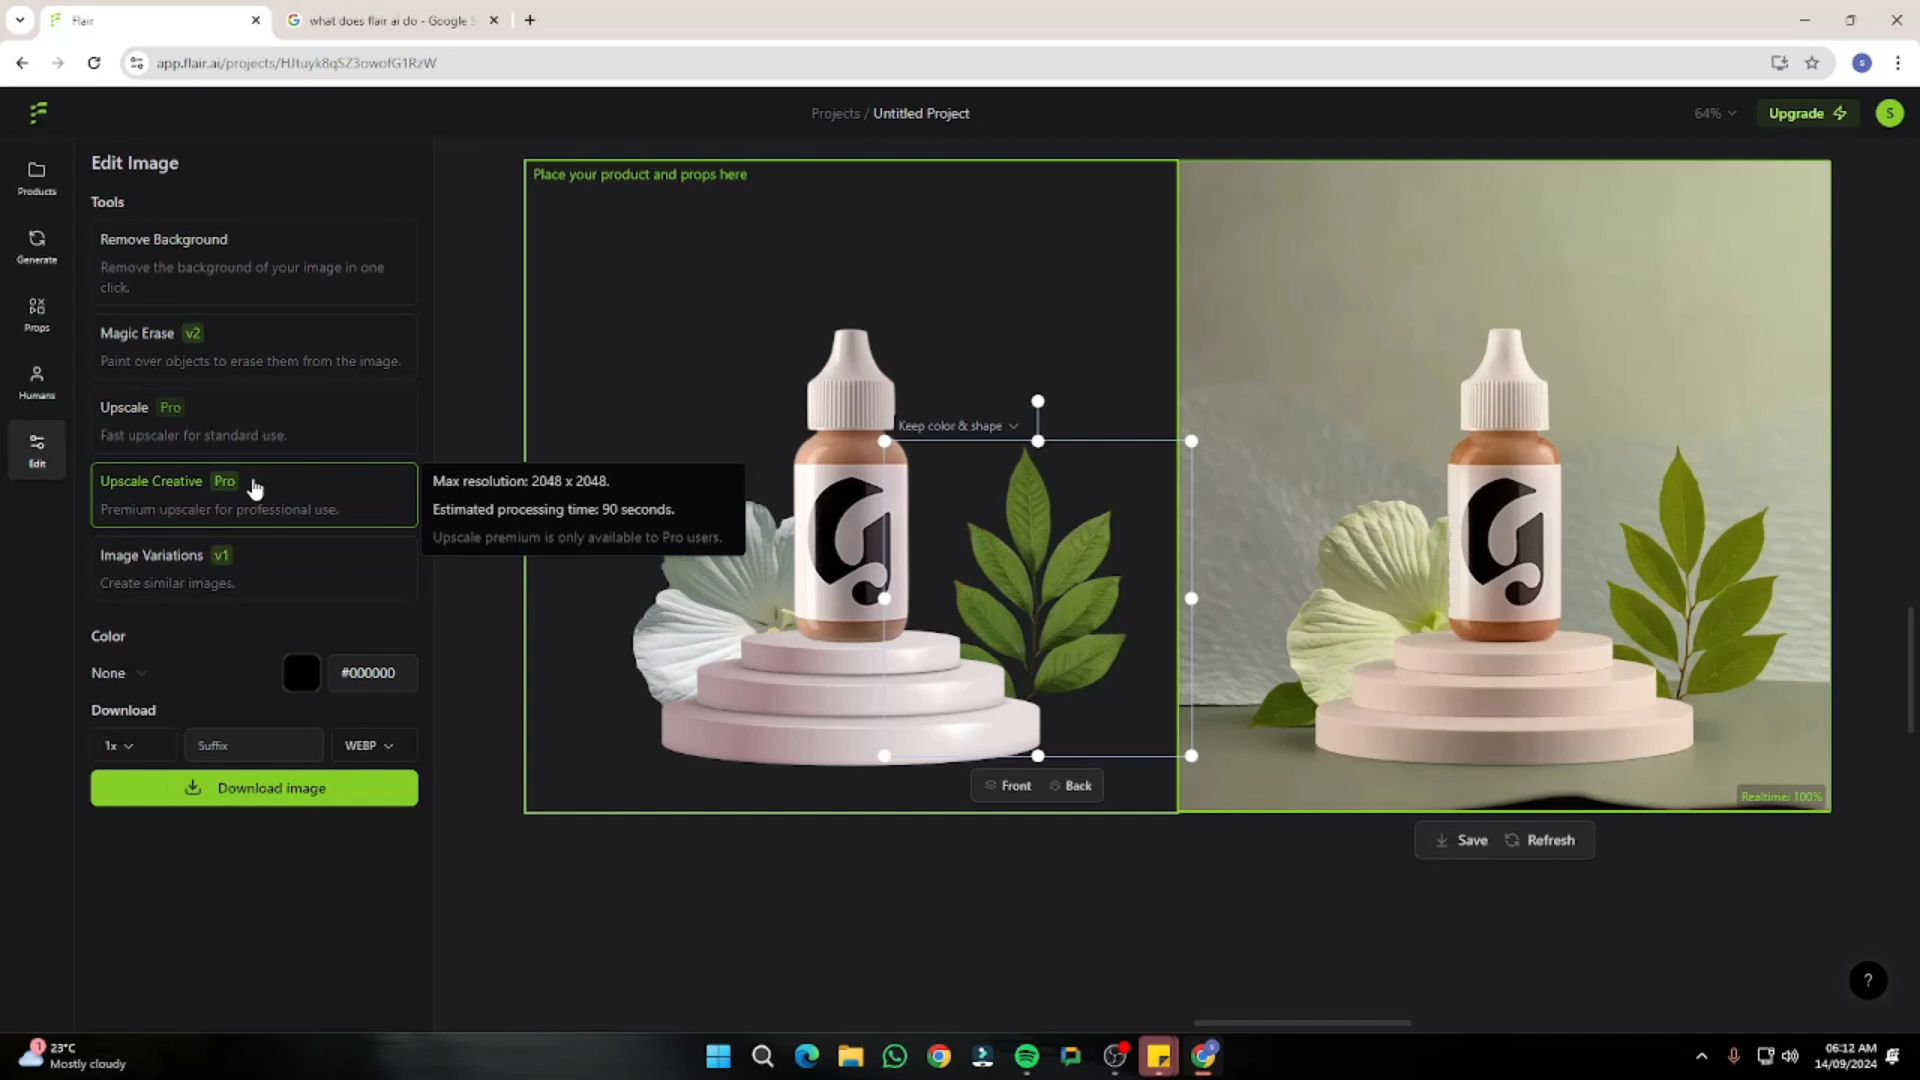 Flair
what does flair ai do - Google S
app.flair.ai/projects/HJtuyk8qSZ3owofG1RzW
S
Projects / Untitled Project
64%
Upgrade
S
Products
Generate
Props
Humans
Edit
Edit Image
Tools
Remove Background
Remove the background of your image in one
click.
Magic Erase v2
Paint over objects to erase them from the image.
Upscale Pro
Fast upscaler for standard use.
Upscale Creative Pro
Premium upscaler for professional use.
Max resolution: 2048 x 2048.
Estimated processing time: 90 seconds.
Upscale premium is only available to Pro users.
Image Variations v1
Create similar images.
Color
None
#000000
Download
1x
Suffix
WEBP
Download image
Place your product and props here
Keep color & shape
Front
Back
Realtime: 100%
Save
Refresh
?
1
23°C
Mostly cloudy
06:12 AM
14/09/2024